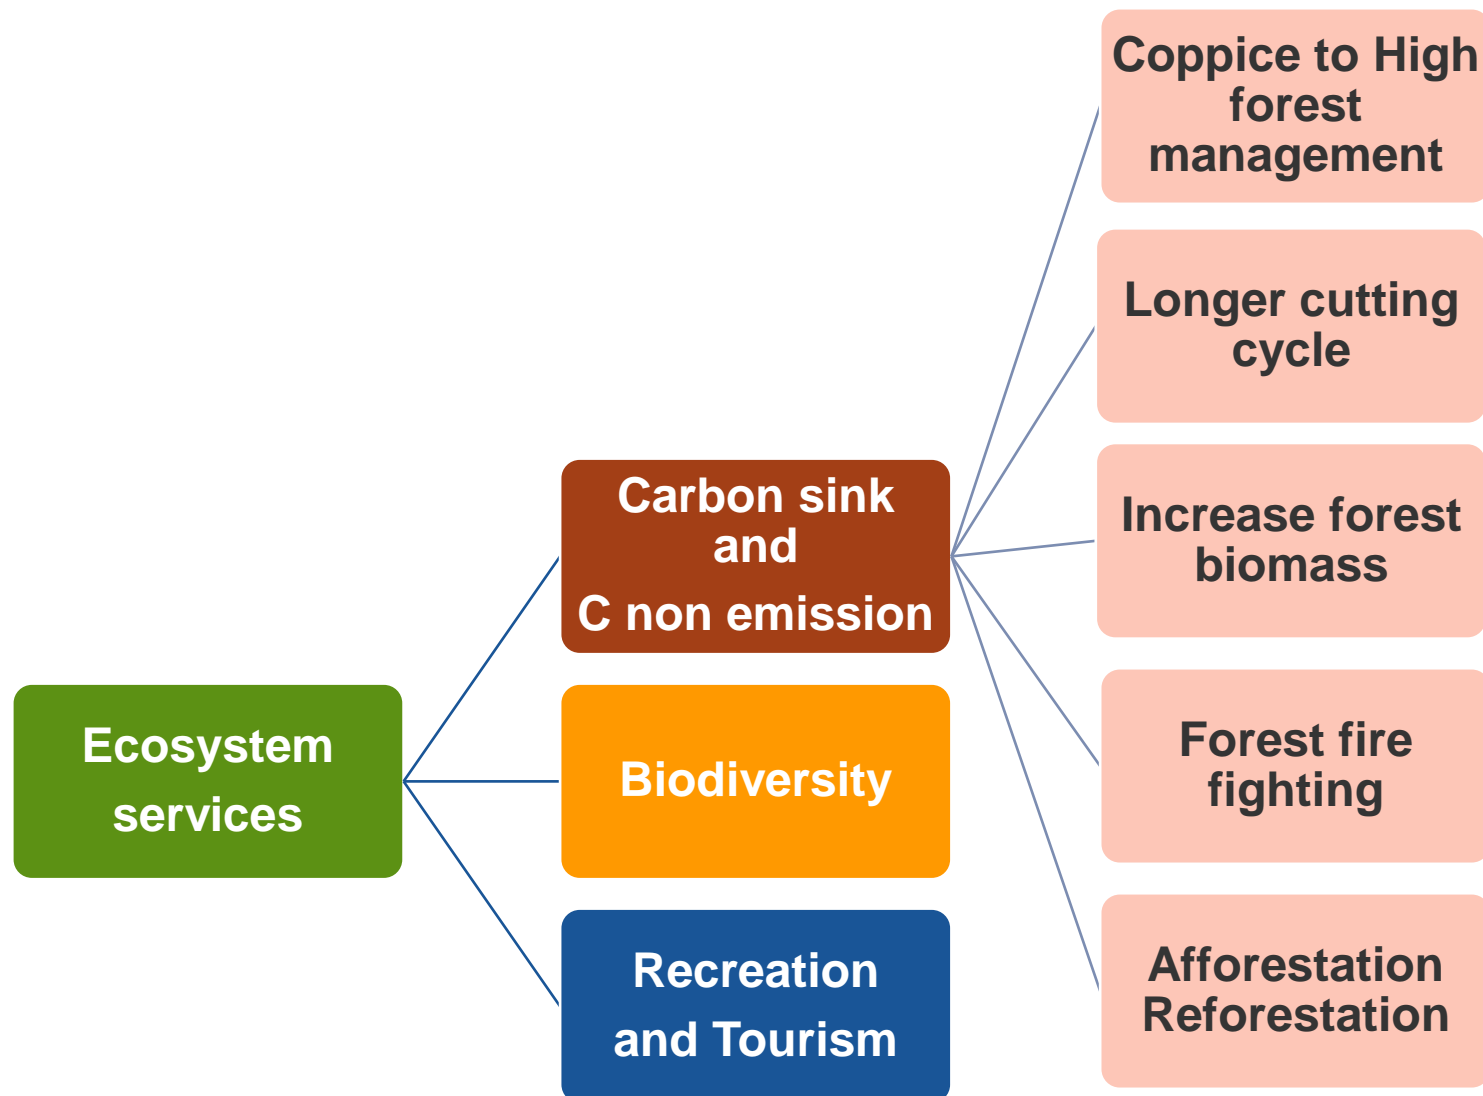 Ecosystem
services
Carbon sink
and
C non emission
Biodiversity
Recreation
and Tourism
Coppice to High
forest
management
Longer cutting
cycle
Increase forest
biomass
Forest fire
fighting
Afforestation
Reforestation